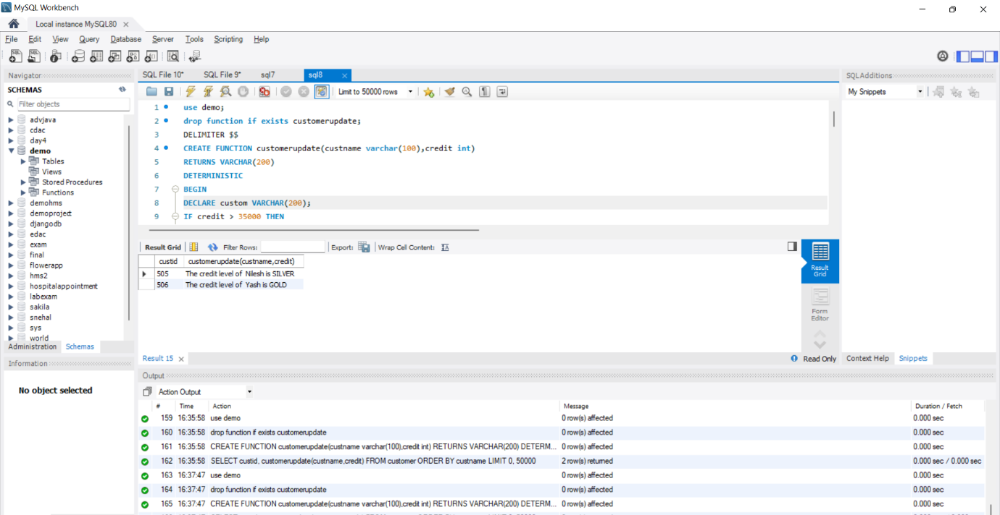 MySQL Workbench
Local instance MySQL80
File Edit View Query Database Server Tools Scripting Help
Navigator
SCHEMAS
Filter objects
advjava
cdac
day4
demo
Tables
Views
Stored Procedures
Functions
demohms
demoproject
djangodb
edac
exam
final
flowerapp
hms2
hospitalappointment
labexam
sakila
snehal
sys
world
Administration Schemas
Information
No object selected
SQL File 10* SQL File 9* sql7 sql8
Limit to 50000 rows
1 use demo;
2 drop function if exists customerupdate;
3 DELIMITER $$
4 CREATE FUNCTION customerupdate(custname varchar(100),credit int)
5 RETURNS VARCHAR(200)
6 DETERMINISTIC
7 BEGIN
8 DECLARE custom VARCHAR(200);
9 IF credit > 35000 THEN
Result Grid Filter Rows: Export: Wrap Cell Content: IA
custid customerupdate(custname,credit)
505 The credit level of Nilesh is SILVER
506 The credit level of Yash is GOLD
Result Grid
Form Editor
Result 15 Read Only
SQLAdditions
My Snippets
Context Help Snippets
Output
Action Output
# Time Action Message Duration / Fetch
159 16:35:58 use demo 0 row(s) affected 0.000 sec
160 16:35:58 drop function if exists customerupdate 0 row(s) affected 0.000 sec
161 16:35:58 CREATE FUNCTION customerupdate(custname varchar(100),credit int) RETURNS VARCHAR(200) DETERM... 0 row(s) affected 0.000 sec
162 16:35:58 SELECT custid, customerupdate(custname,credit) FROM customer ORDER BY custname LIMIT 0, 50000 2 row(s) returned 0.000 sec / 0.000 sec
163 16:37:47 use demo 0 row(s) affected 0.000 sec
164 16:37:47 drop function if exists customerupdate 0 row(s) affected 0.000 sec
165 16:37:47 CREATE FUNCTION customerupdate(custname varchar(100),credit int) RETURNS VARCHAR(200) DETERM... 0 row(s) affected 0.000 sec